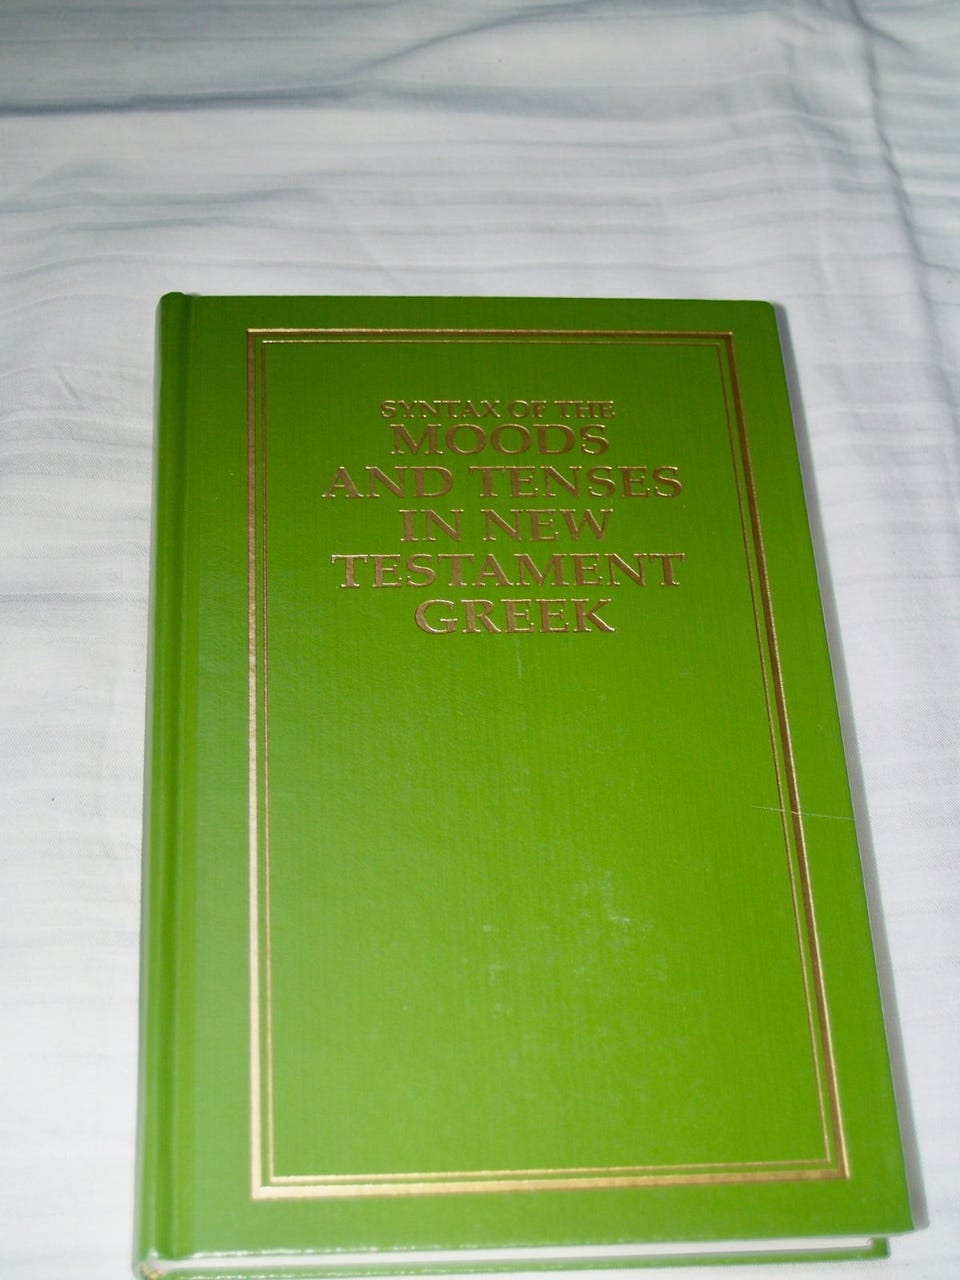 SYNTAX OF THE
MOODS
AND TENSES
IN NEW
TESTAMENT
GREEK